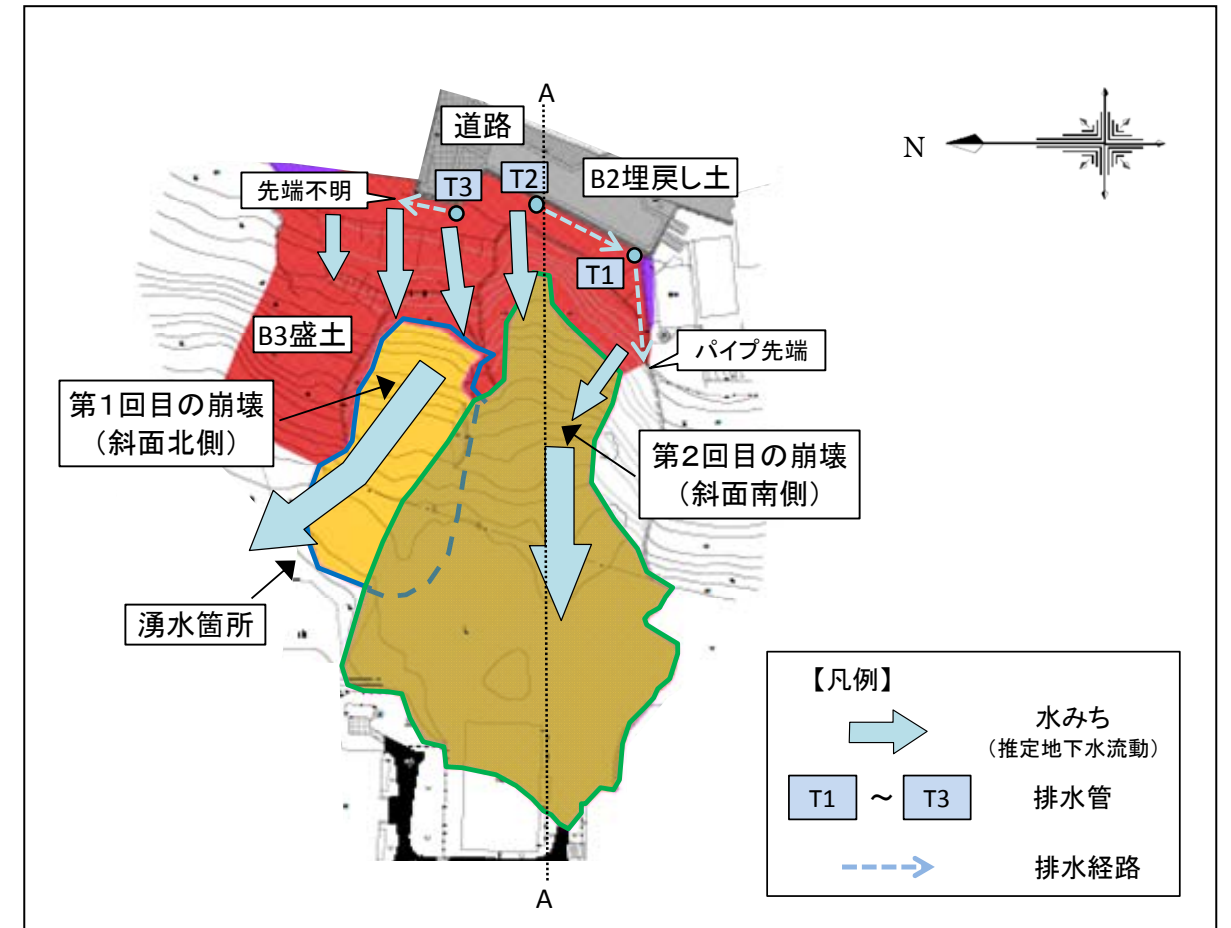 A
道路
N
B2埋戻し土
先端不明
T3
T2
T1
B3盛土
パイプ先端
第１回目の崩壊
（斜面北側）
第２回目の崩壊
（斜面南側）
湧水箇所
【凡例】
水みち
（推定地下水流動）
T1 ～ T3 排水管
排水経路
A